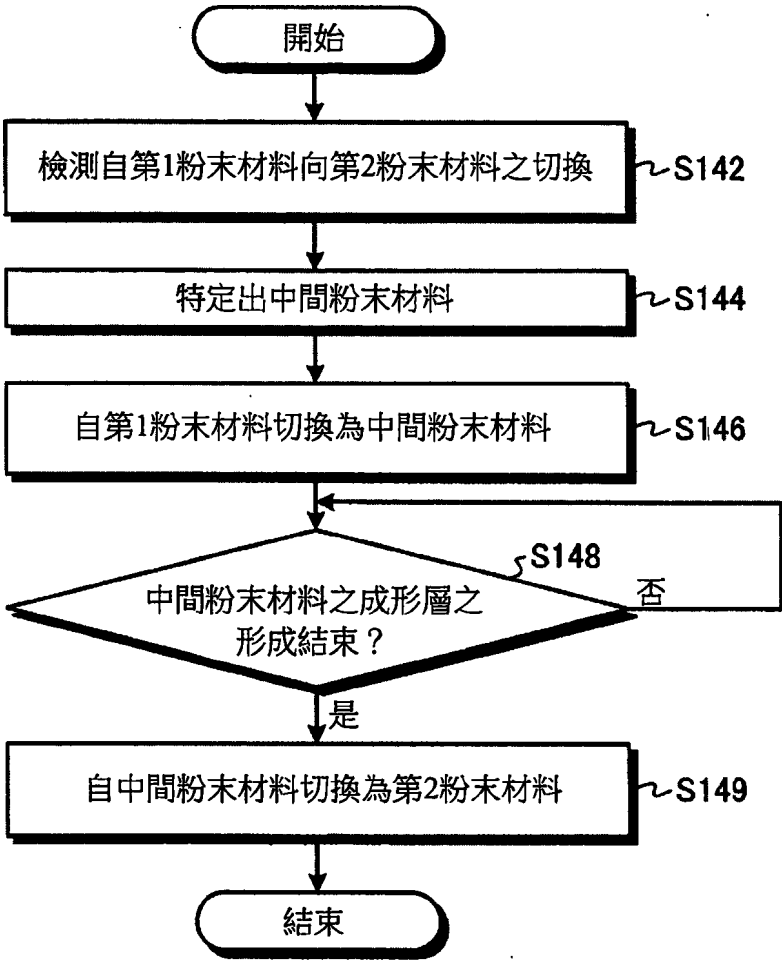 開始
檢測自第1粉末材料向第2粉末材料之切換
S142
特定出中間粉末材料
S144
自第1粉末材料切換為中間粉末材料
S146
S148
中間粉末材料之成形層之
形成結束？
否
是
自中間粉末材料切換為第2粉末材料
S149
結束